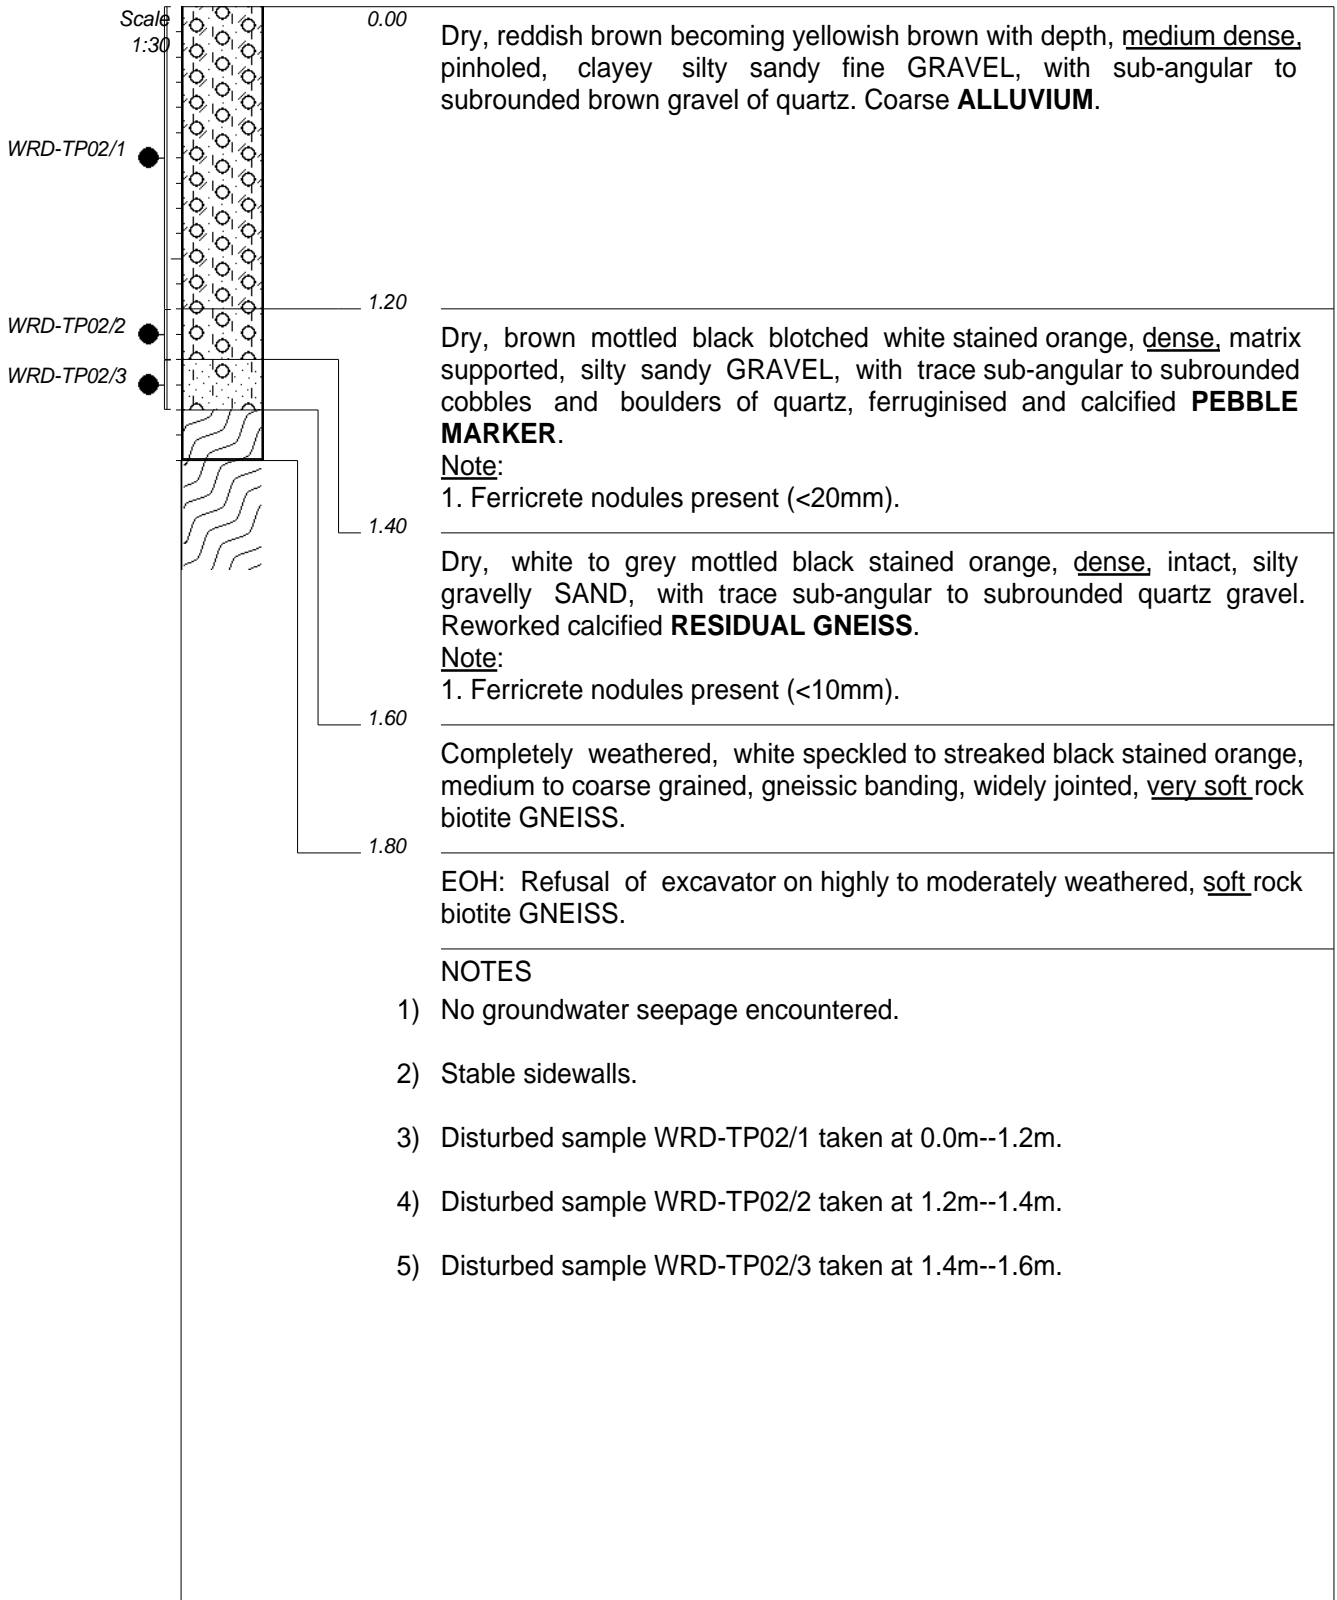 Scale
1:30
0.00
Dry, reddish brown becoming yellowish brown with depth, medium dense,
pinholed, clayey silty sandy fine GRAVEL, with sub-angular to
subrounded brown gravel of quartz. Coarse ALLUVIUM.
WRD-TP02/1
1.20
WRD-TP02/2
Dry, brown mottled black blotched white stained orange, dense, matrix
supported, silty sandy GRAVEL, with trace sub-angular to subrounded
WRD-TP02/3
cobbles and boulders of quartz, ferruginised and calcified PEBBLE
MARKER.
Note:
1. Ferricrete nodules present (<20mm).
1.40
Dry, white to grey mottled black stained orange, dense, intact, silty
gravelly SAND, with trace sub-angular to subrounded quartz gravel.
Reworked calcified RESIDUAL GNEISS.
Note:
1. Ferricrete nodules present (<10mm).
1.60
Completely weathered, white speckled to streaked black stained orange,
medium to coarse grained, gneissic banding, widely jointed, very soft rock
biotite GNEISS.
1.80
EOH: Refusal of excavator on highly to moderately weathered, soft rock
biotite GNEISS.
NOTES
1) No groundwater seepage encountered.
2) Stable sidewalls.
3) Disturbed sample WRD-TP02/1 taken at 0.0m--1.2m.
4) Disturbed sample WRD-TP02/2 taken at 1.2m--1.4m.
5) Disturbed sample WRD-TP02/3 taken at 1.4m--1.6m.